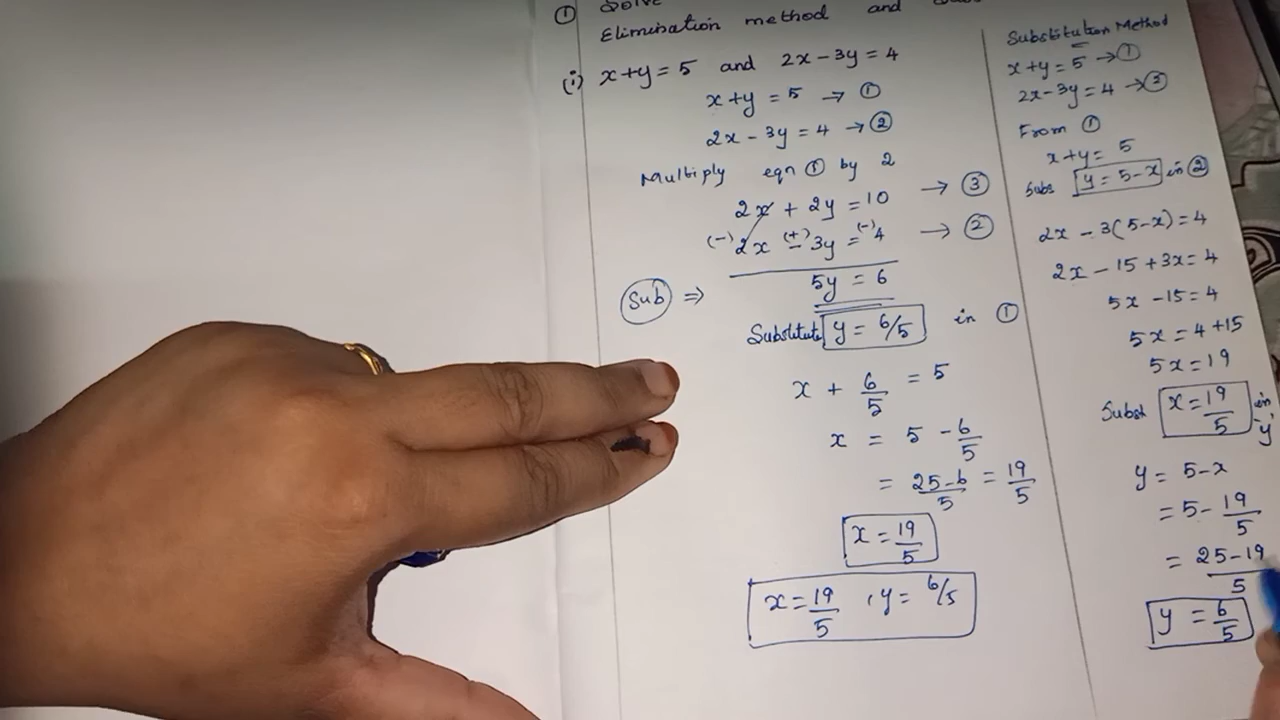 ① Solve
Elimination method and
(i) x+y=5 and 2x-3y=4
x+y=5 → ①
2x-3y=4 → ②
Multiply eqn ① by 2
2x + 2y = 10 → ③
(-) 2x (+) - 3y = (-) 4 → ②
Sub ⇒ 5y = 6
Substitute y = 6/5 in ①
x + 6/5 = 5
x = 5 - 6/5
= 25-6/5 = 19/5
x = 19/5
x = 19/5 , y = 6/5
Substitution Method
x+y=5 → ①
2x-3y=4 → ②
From ①
x+y=5
Subs y=5-x in ②
2x-3(5-x)=4
2x-15+3x=4
5x-15=4
5x=4+15
5x=19
Subst x=19/5 in 'y'
y = 5-x
= 5-19/5
= 25-19/5
y = 6/5